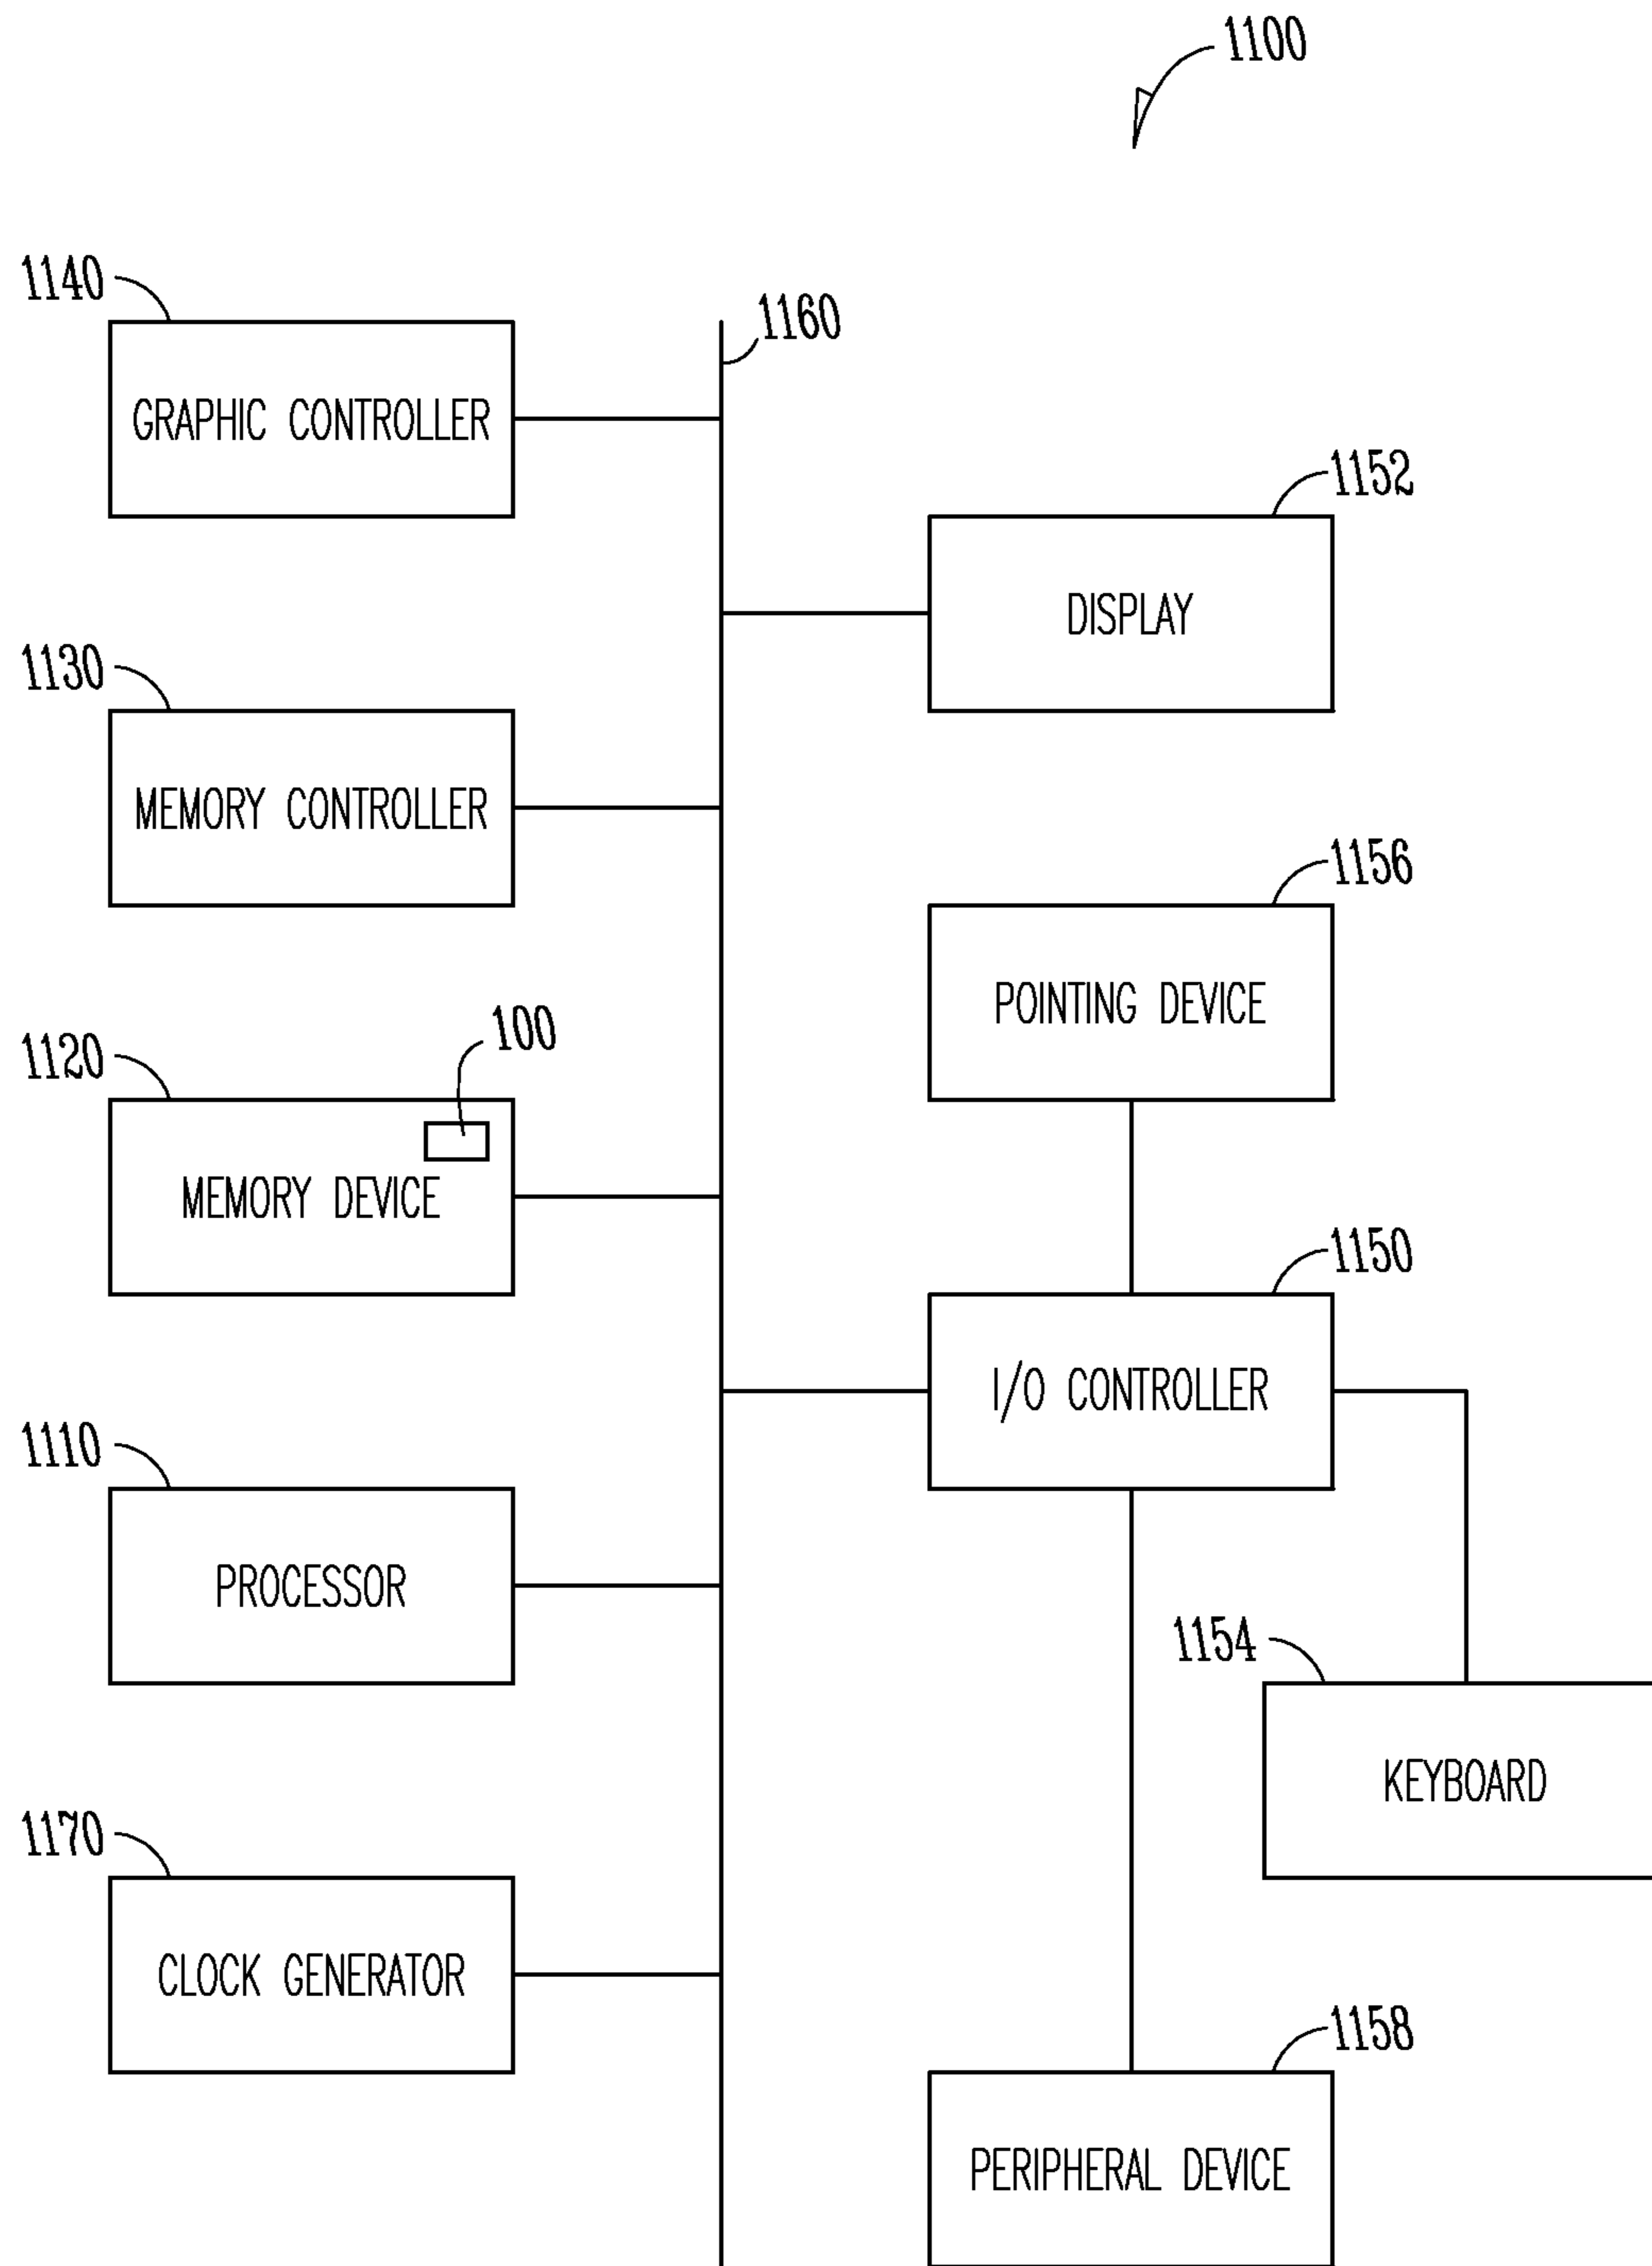 1100
1140
1160
GRAPHIC CONTROLLER
1152
DISPLAY
1130
MEMORY CONTROLLER
1156
POINTING DEVICE
100
1120
MEMORY DEVICE
1150
I/O CONTROLLER
1110
PROCESSOR
1154
KEYBOARD
1170
CLOCK GENERATOR
1158
PERIPHERAL DEVICE